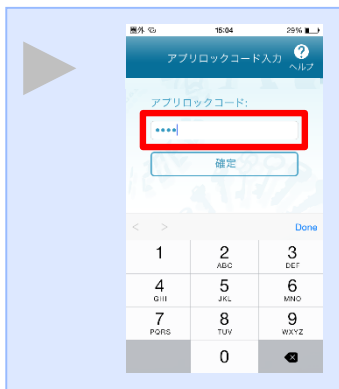 圏外 15:04 29%
アプリロックコード入力 ?
ヘルプ
アプリロックコード:
••••
確定
< > Done
1 2 3
ABC DEF
4 5 6
GHI JKL MNO
7 8 9
PQRS TUV WXYZ
0